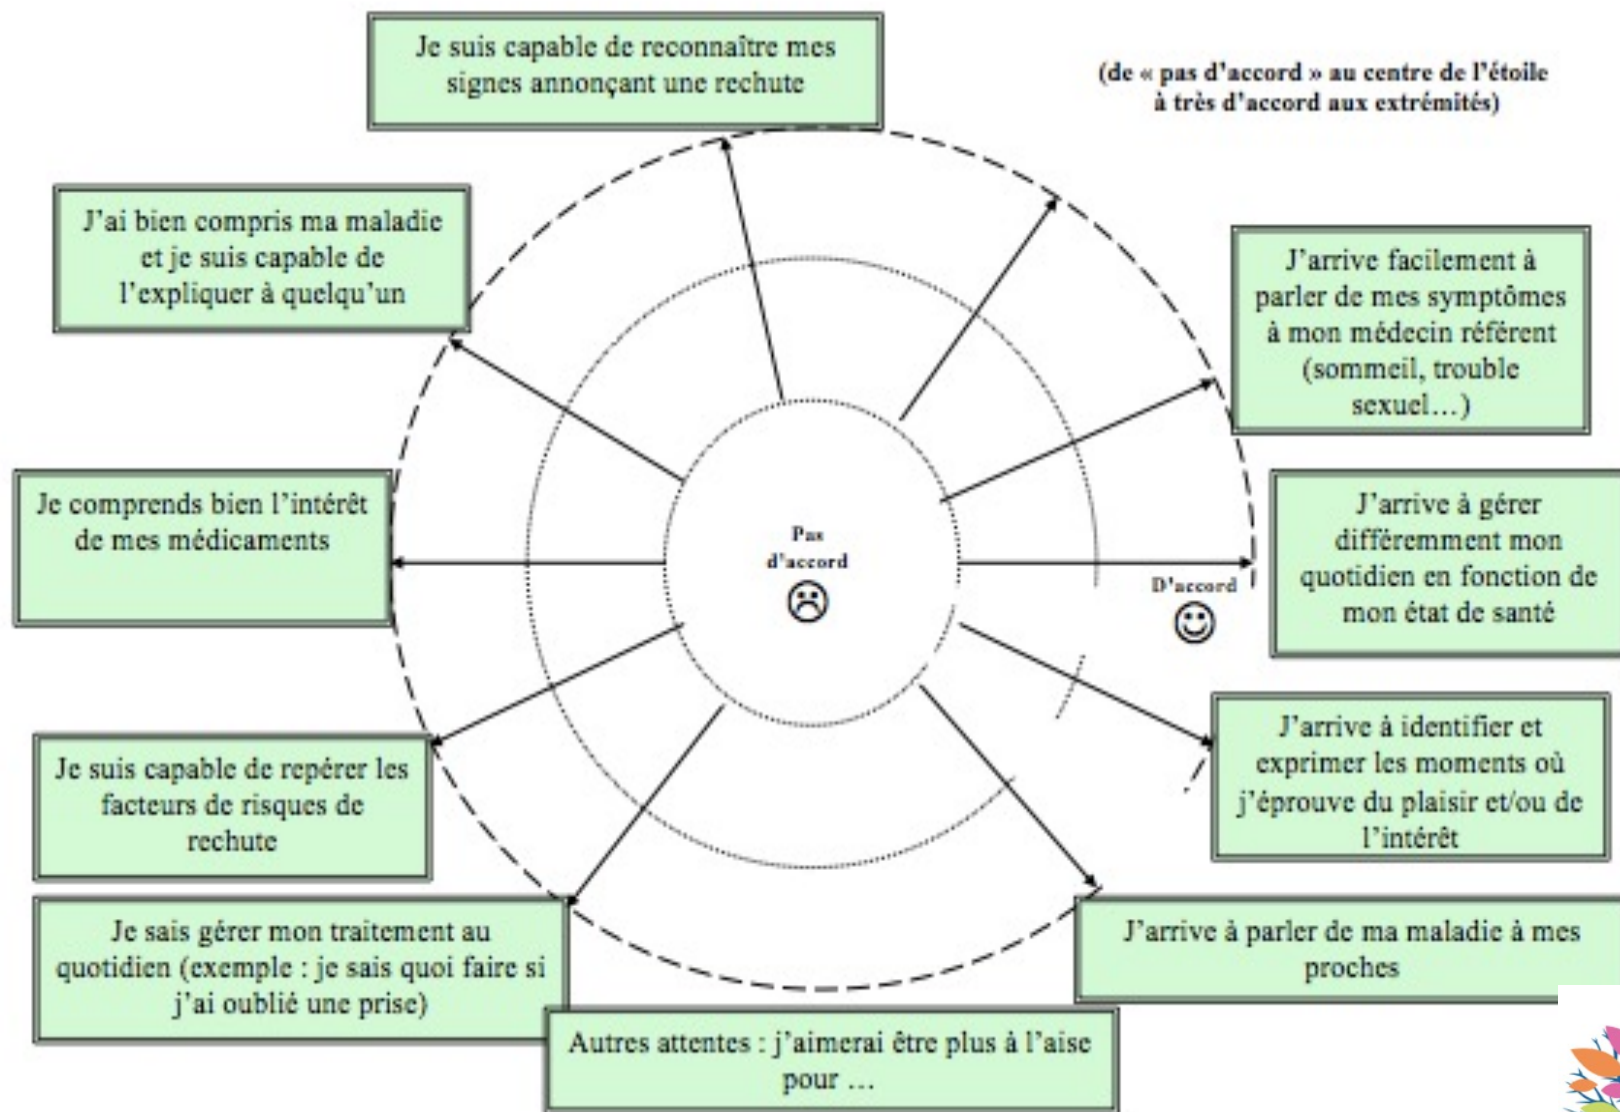 Je suis capable de reconnaître mes
signes annonçant une rechute
(de « pas d'accord » au centre de l'étoile
à très d'accord aux extrémités)
J'ai bien compris ma maladie
et je suis capable de
l'expliquer à quelqu'un
J'arrive facilement à
parler de mes symptômes
à mon médecin référent
(sommeil, trouble
sexuel...)
Je comprends bien l'intérêt
de mes médicaments
Pas
d'accord
D'accord
J'arrive à gérer
différemment mon
quotidien en fonction de
mon état de santé
Je suis capable de repérer les
facteurs de risques de
rechute
J'arrive à identifier et
exprimer les moments où
j'éprouve du plaisir et/ou de
l'intérêt
Je sais gérer mon traitement au
quotidien (exemple : je sais quoi faire si
j'ai oublié une prise)
J'arrive à parler de ma maladie à mes
proches
Autres attentes : j'aimerai être plus à l'aise
pour ...